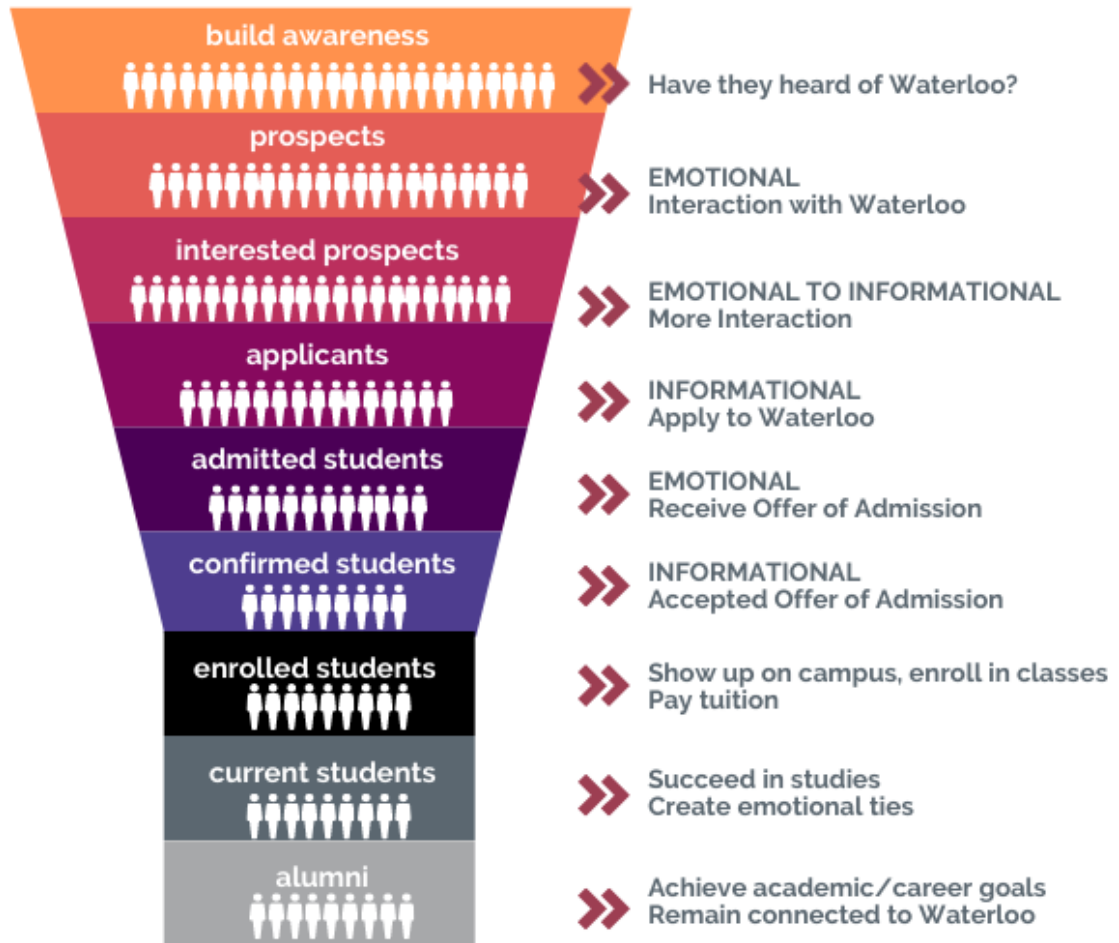 build awareness
Have they heard of Waterloo?
prospects
EMOTIONAL
Interaction with Waterloo
interested prospects
EMOTIONAL TO INFORMATIONAL
More Interaction
applicants
INFORMATIONAL
Apply to Waterloo
admitted students
EMOTIONAL
Receive Offer of Admission
confirmed students
INFORMATIONAL
Accepted Offer of Admission
enrolled students
Show up on campus, enroll in classes
Pay tuition
current students
Succeed in studies
Create emotional ties
alumni
Achieve academic/career goals
Remain connected to Waterloo